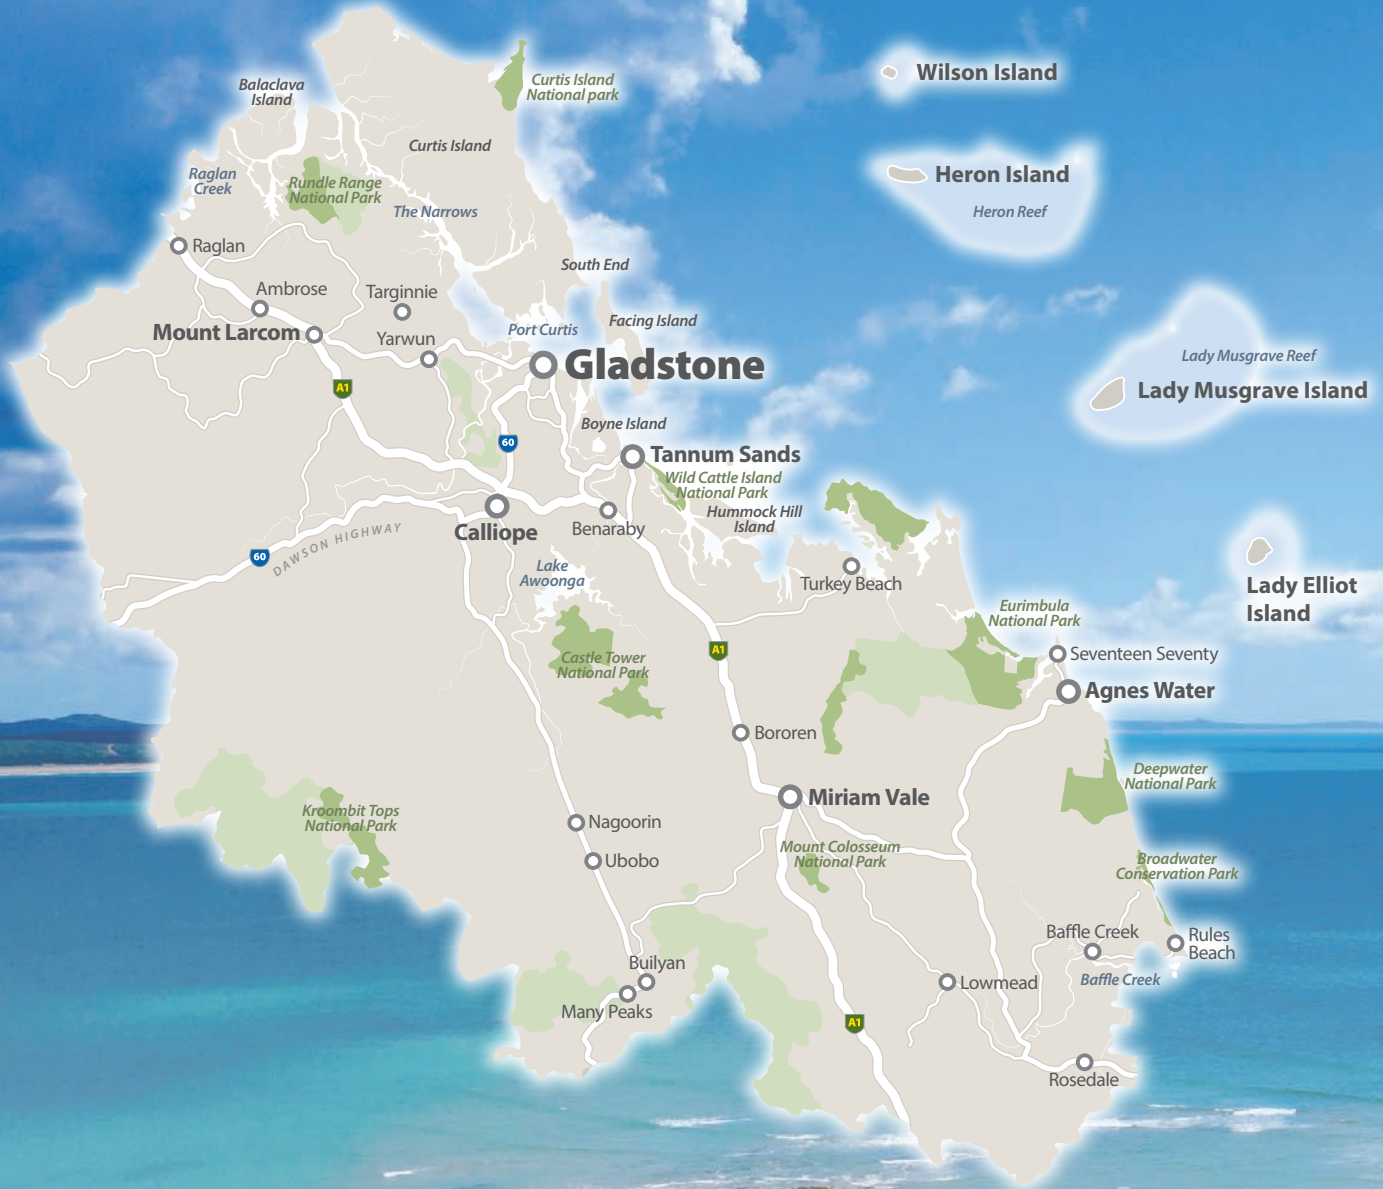 Wilson Island
Balaclava
Island
Curtis Island
National park
Curtis Island
Heron Island
Heron Reef
Raglan
Creek
Rundle Range
National Park
The Narrows
Raglan
South End
Ambrose
Targinnie
Facing Island
Mount Larcom
Yarwun
Port Curtis
Gladstone
Lady Musgrave Reef
Lady Musgrave Island
A1
Boyne Island
60
Tannum Sands
Wild Cattle Island
National Park
Hummock Hill
Island
Calliope
Benaraby
DAWSON HIGHWAY
60
Lake
Awoonga
Turkey Beach
Lady Elliot
Island
Eurimbula
National Park
Castle Tower
National Park
A1
Seventeen Seventy
Agnes Water
Bororen
Deepwater
National Park
Miriam Vale
Kroombit Tops
National Park
Nagoorin
Ubobo
Mount Colosseum
National Park
Broadwater
Conservation Park
Baffle Creek
Rules
Beach
Builyan
Baffle Creek
Lowmead
Many Peaks
A1
Rosedale